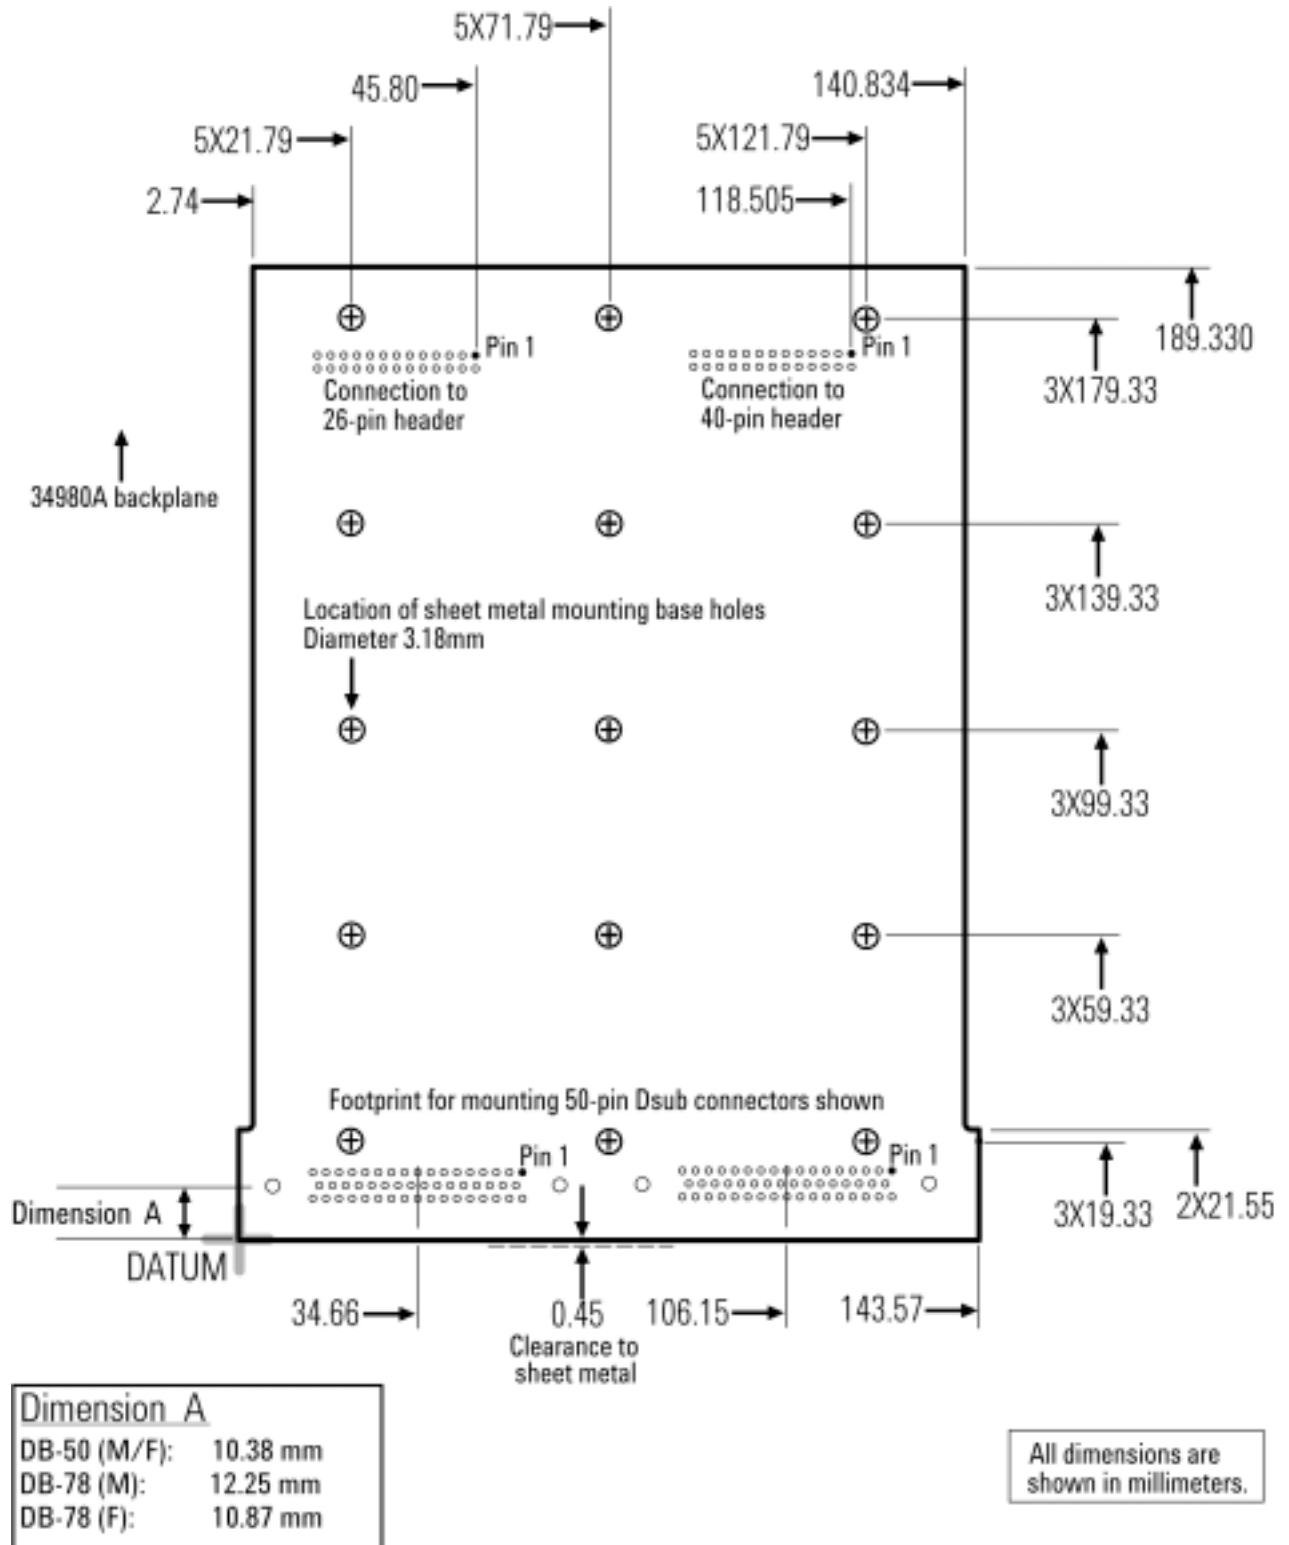 5X71.79
45.80
140.834
5X21.79
5X121.79
2.74
118.505
189.330
Pin 1
Pin 1
3X179.33
Connection to
26-pin header
Connection to
40-pin header
34980A backplane
3X139.33
Location of sheet metal mounting base holes
Diameter 3.18mm
3X99.33
3X59.33
Footprint for mounting 50-pin Dsub connectors shown
Pin 1
Pin 1
Dimension A
3X19.33
2X21.55
DATUM
34.66
0.45
106.15
143.57
Clearance to
sheet metal
Dimension A
DB-50 (M/F): 10.38 mm
DB-78 (M): 12.25 mm
DB-78 (F): 10.87 mm
All dimensions are
shown in millimeters.